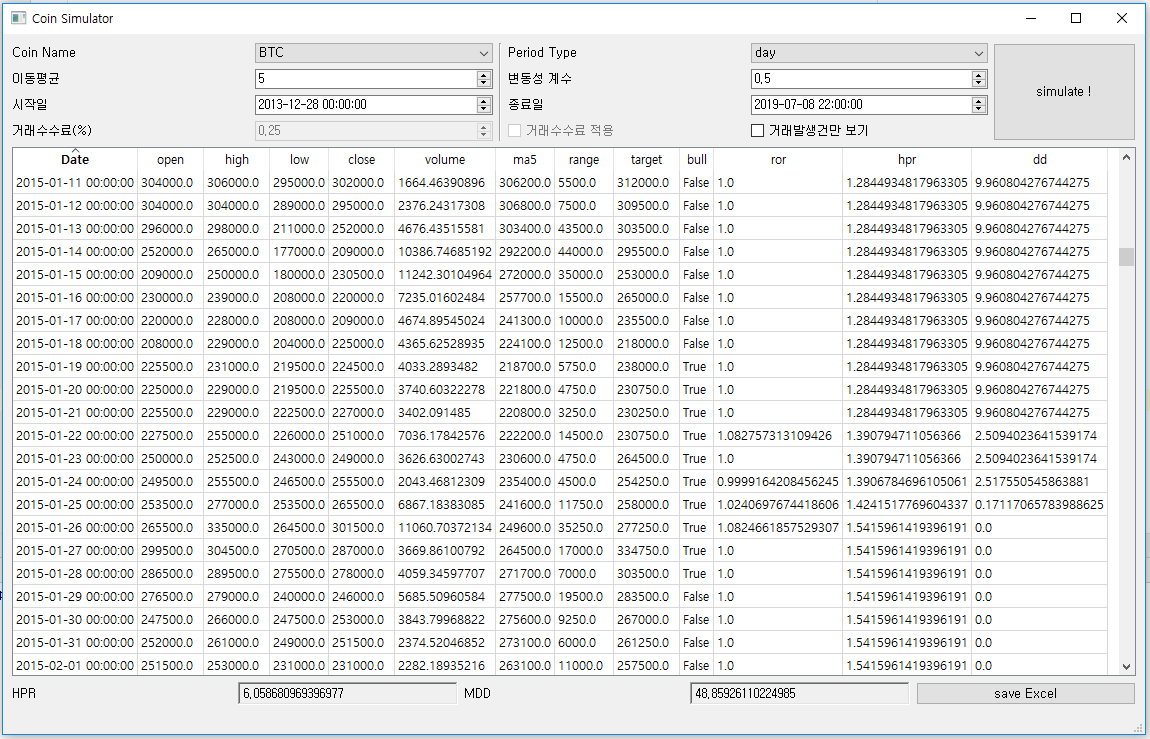 Coin Simulator
Coin Name BTC Period Type day
이동평균 5 변동성 계수 0,5
simulate !
시작일 2013-12-28 00:00:00 종료일 2019-07-08 22:00:00
거래수수료(%) 0,25 거래수수료 적용 거래발생건만 보기
Date open high low close volume ma5 range target bull ror hpr dd
2015-01-11 00:00:00 304000.0 306000.0 295000.0 302000.0 1664.46390896 306200.0 5500.0 312000.0 False 1.0 1.2844934817963305 9.960804276744275
2015-01-12 00:00:00 304000.0 304000.0 289000.0 295000.0 2376.24317308 306800.0 7500.0 309500.0 False 1.0 1.2844934817963305 9.960804276744275
2015-01-13 00:00:00 296000.0 298000.0 211000.0 252000.0 4676.43515581 303400.0 43500.0 303500.0 False 1.0 1.2844934817963305 9.960804276744275
2015-01-14 00:00:00 252000.0 265000.0 177000.0 209000.0 10386.74685192 292200.0 44000.0 295500.0 False 1.0 1.2844934817963305 9.960804276744275
2015-01-15 00:00:00 209000.0 250000.0 180000.0 230500.0 11242.30104964 272000.0 35000.0 253000.0 False 1.0 1.2844934817963305 9.960804276744275
2015-01-16 00:00:00 230000.0 239000.0 208000.0 220000.0 7235.01602484 257700.0 15500.0 265000.0 False 1.0 1.2844934817963305 9.960804276744275
2015-01-17 00:00:00 220000.0 228000.0 208000.0 209000.0 4674.89545024 241300.0 10000.0 235500.0 False 1.0 1.2844934817963305 9.960804276744275
2015-01-18 00:00:00 208000.0 229000.0 204000.0 225000.0 4365.62528935 224100.0 12500.0 218000.0 False 1.0 1.2844934817963305 9.960804276744275
2015-01-19 00:00:00 225500.0 231000.0 219500.0 224500.0 4033.2893482 218700.0 5750.0 238000.0 True 1.0 1.2844934817963305 9.960804276744275
2015-01-20 00:00:00 225000.0 229000.0 219500.0 225500.0 3740.60322278 221800.0 4750.0 230750.0 True 1.0 1.2844934817963305 9.960804276744275
2015-01-21 00:00:00 225500.0 229000.0 222500.0 227000.0 3402.091485 220800.0 3250.0 230250.0 True 1.0 1.2844934817963305 9.960804276744275
2015-01-22 00:00:00 227500.0 255000.0 226000.0 251000.0 7036.17842576 222200.0 14500.0 230750.0 True 1.082757313109426 1.390794711056366 2.5094023641539174
2015-01-23 00:00:00 250000.0 252500.0 243000.0 249000.0 3626.63002743 230600.0 4750.0 264500.0 True 1.0 1.390794711056366 2.5094023641539174
2015-01-24 00:00:00 249500.0 255500.0 246500.0 255500.0 2043.46812309 235400.0 4500.0 254250.0 True 0.9999164208456245 1.3906784696105061 2.517550545863881
2015-01-25 00:00:00 253500.0 277000.0 253500.0 265500.0 6867.18383085 241600.0 11750.0 258000.0 True 1.0240697674418606 1.4241517769604337 0.17117065783988625
2015-01-26 00:00:00 265500.0 335000.0 264500.0 301500.0 11060.70372134 249600.0 35250.0 277250.0 True 1.0824661857529307 1.5415961419396191 0.0
2015-01-27 00:00:00 299500.0 304500.0 270500.0 287000.0 3669.86100792 264500.0 17000.0 334750.0 True 1.0 1.5415961419396191 0.0
2015-01-28 00:00:00 286500.0 289500.0 275500.0 278000.0 4059.34597707 271700.0 7000.0 303500.0 True 1.0 1.5415961419396191 0.0
2015-01-29 00:00:00 276500.0 279000.0 240000.0 246000.0 5685.50960584 277500.0 19500.0 283500.0 False 1.0 1.5415961419396191 0.0
2015-01-30 00:00:00 247500.0 266000.0 247500.0 253000.0 3843.79968822 275600.0 9250.0 267000.0 False 1.0 1.5415961419396191 0.0
2015-01-31 00:00:00 252000.0 261000.0 249000.0 251500.0 2374.52046852 273100.0 6000.0 261250.0 False 1.0 1.5415961419396191 0.0
2015-02-01 00:00:00 251500.0 253000.0 231000.0 231000.0 2282.18935216 263100.0 11000.0 257500.0 False 1.0 1.5415961419396191 0.0
HPR 6,058680969396977 MDD 48,85926110224985 save Excel